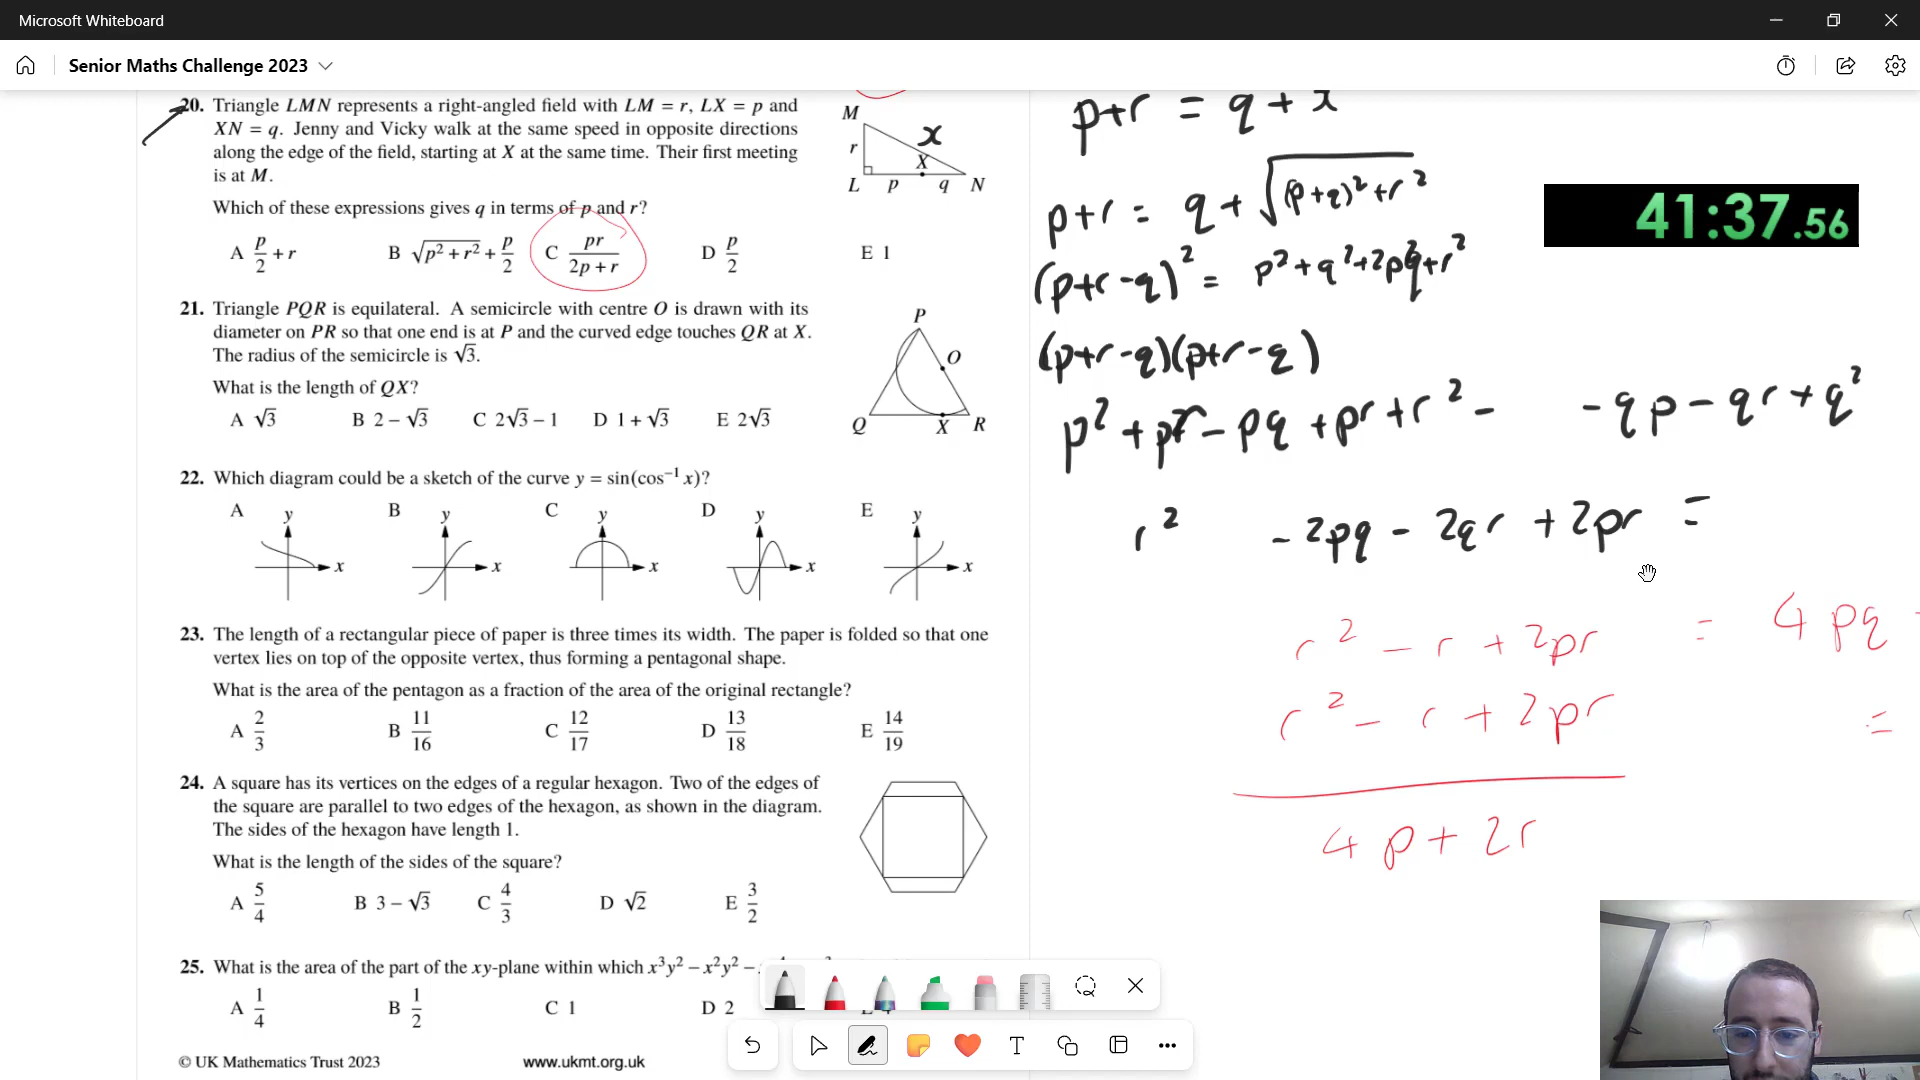 Microsoft Whiteboard
Senior Maths Challenge 2023
20. Triangle LMN represents a right-angled field with LM = r, LX = p and
XN = q. Jenny and Vicky walk at the same speed in opposite directions
along the edge of the field, starting at X at the same time. Their first meeting
is at M.
M
x
r
X
L p q N
Which of these expressions gives q in terms of p and r?
A p/2 + r B √(p² + r²) + p/2 C pr/(2p + r) D p/2 E 1
21. Triangle PQR is equilateral. A semicircle with centre O is drawn with its
diameter on PR so that one end is at P and the curved edge touches QR at X.
The radius of the semicircle is √3.
What is the length of QX?
A √3 B 2 − √3 C 2√3 − 1 D 1 + √3 E 2√3
P
O
Q X R
22. Which diagram could be a sketch of the curve y = sin(cos⁻¹ x)?
A B C D E
y y y y y
x x x x x
23. The length of a rectangular piece of paper is three times its width. The paper is folded so that one
vertex lies on top of the opposite vertex, thus forming a pentagonal shape.
What is the area of the pentagon as a fraction of the area of the original rectangle?
A 2/3 B 11/16 C 12/17 D 13/18 E 14/19
24. A square has its vertices on the edges of a regular hexagon. Two of the edges of
the square are parallel to two edges of the hexagon, as shown in the diagram.
The sides of the hexagon have length 1.
What is the length of the sides of the square?
A 5/4 B 3 − √3 C 4/3 D √2 E 3/2
25. What is the area of the part of the xy-plane within which x³y² − x²y² −
A 1/4 B 1/2 C 1 D 2
© UK Mathematics Trust 2023 www.ukmt.org.uk
p+r = q + x
p+r = q + √((p+q)²+r²)
(p+r-q)² = p²+q²+2pq+r²
(p+r-q)(p+r-q)
p² + pr - pq + pr + r² - - qp - qr + q²
r² - 2pq - 2qr + 2pr =
r² - r + 2pr = 4pq
r² - r + 2pr =
4p + 2r
41:37.56
T